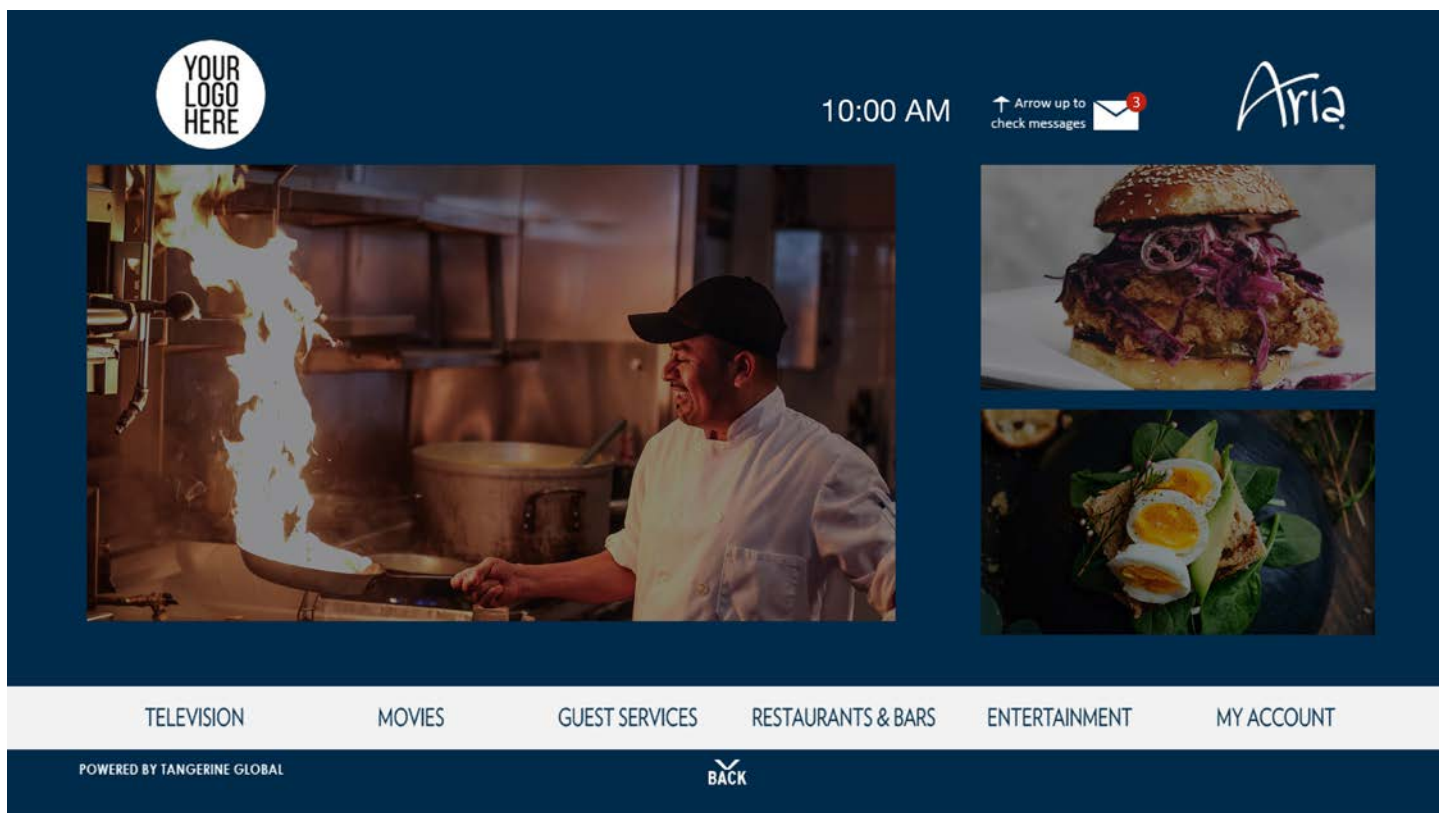 YOUR
LOGO
HERE
10:00 AM
↑ Arrow up to
check messages
3
Aria
TELEVISION
MOVIES
GUEST SERVICES
RESTAURANTS & BARS
ENTERTAINMENT
MY ACCOUNT
POWERED BY TANGERINE GLOBAL
BACK